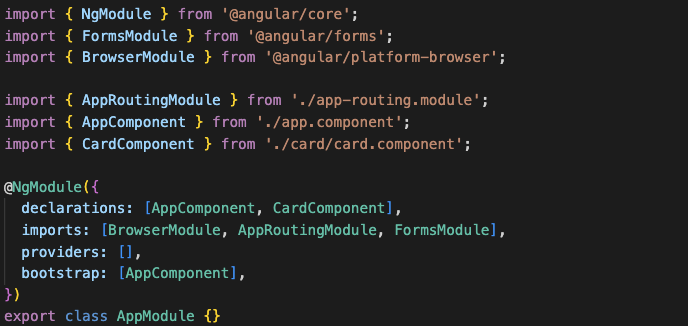 import { NgModule } from '@angular/core';
import { FormsModule } from '@angular/forms';
import { BrowserModule } from '@angular/platform-browser';
import { AppRoutingModule } from './app-routing.module';
import { AppComponent } from './app.component';
import { CardComponent } from './card/card.component';
@NgModule({
  declarations: [AppComponent, CardComponent],
  imports: [BrowserModule, AppRoutingModule, FormsModule],
  providers: [],
  bootstrap: [AppComponent],
})
export class AppModule {}